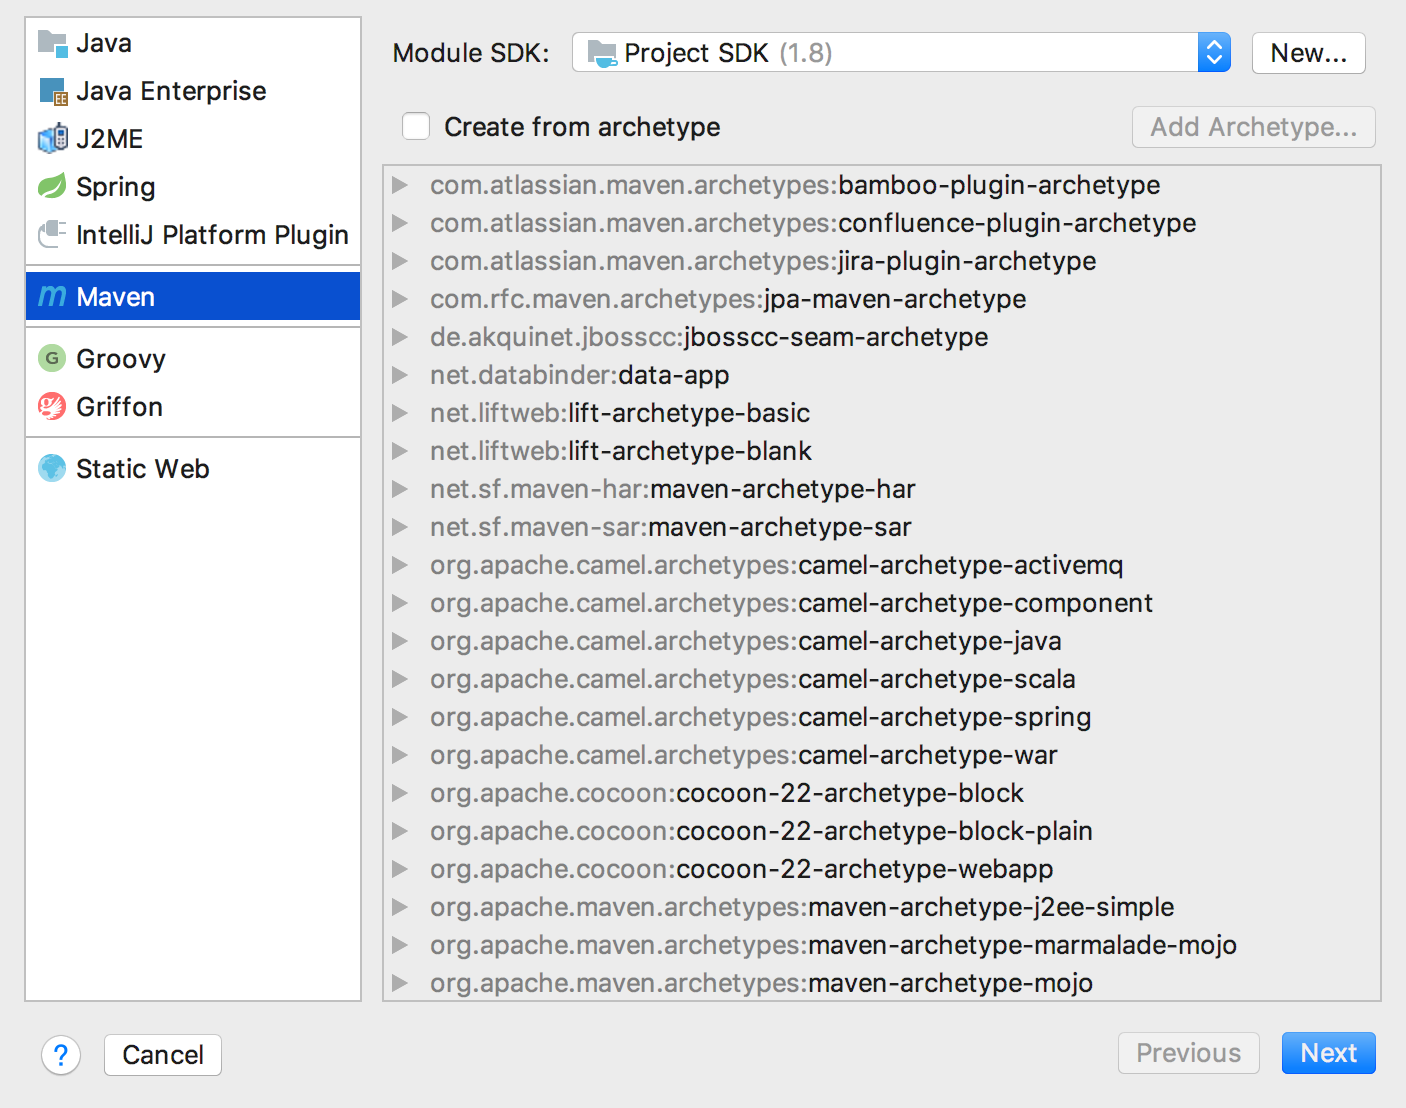 Java
Java Enterprise
J2ME
Spring
IntelliJ Platform Plugin
Maven
Groovy
Griffon
Static Web
Module SDK: Project SDK (1.8) New...
Create from archetype Add Archetype...
com.atlassian.maven.archetypes:bamboo-plugin-archetype
com.atlassian.maven.archetypes:confluence-plugin-archetype
com.atlassian.maven.archetypes:jira-plugin-archetype
com.rfc.maven.archetypes:jpa-maven-archetype
de.akquinet.jbosscc:jbosscc-seam-archetype
net.databinder:data-app
net.liftweb:lift-archetype-basic
net.liftweb:lift-archetype-blank
net.sf.maven-har:maven-archetype-har
net.sf.maven-sar:maven-archetype-sar
org.apache.camel.archetypes:camel-archetype-activemq
org.apache.camel.archetypes:camel-archetype-component
org.apache.camel.archetypes:camel-archetype-java
org.apache.camel.archetypes:camel-archetype-scala
org.apache.camel.archetypes:camel-archetype-spring
org.apache.camel.archetypes:camel-archetype-war
org.apache.cocoon:cocoon-22-archetype-block
org.apache.cocoon:cocoon-22-archetype-block-plain
org.apache.cocoon:cocoon-22-archetype-webapp
org.apache.maven.archetypes:maven-archetype-j2ee-simple
org.apache.maven.archetypes:maven-archetype-marmalade-mojo
org.apache.maven.archetypes:maven-archetype-mojo
? Cancel Previous Next